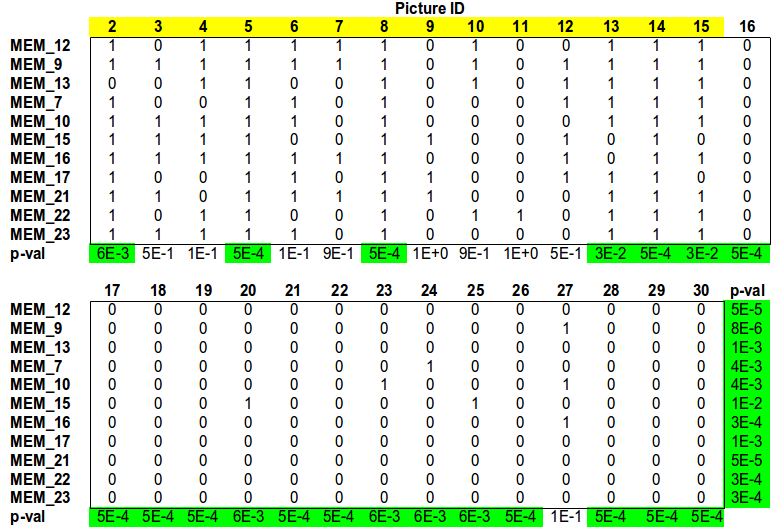 Picture ID
2 3 4 5 6 7 8 9 10 11 12 13 14 15 16
MEM_12 1 0 1 1 1 1 1 0 1 0 0 1 1 1 0
MEM_9 1 1 1 1 1 1 1 0 1 0 1 1 1 1 0
MEM_13 0 0 1 1 0 0 1 0 1 0 1 1 1 1 0
MEM_7 1 0 0 1 1 0 1 0 0 0 1 1 1 1 0
MEM_10 1 1 1 1 1 0 1 0 0 0 0 1 1 1 0
MEM_15 1 1 1 1 0 0 1 1 0 0 1 0 1 0 0
MEM_16 1 1 1 1 1 1 1 0 0 0 1 0 1 1 0
MEM_17 1 0 0 1 1 0 1 1 0 0 1 1 1 0 0
MEM_21 1 1 0 1 1 1 1 1 0 0 0 1 1 1 0
MEM_22 1 0 1 1 0 0 1 0 1 1 0 1 1 1 0
MEM_23 1 1 1 1 1 0 1 0 0 0 0 1 1 1 0
p-val 6E-3 5E-1 1E-1 5E-4 1E-1 9E-1 5E-4 1E+0 9E-1 1E+0 5E-1 3E-2 5E-4 3E-2 5E-4
17 18 19 20 21 22 23 24 25 26 27 28 29 30 p-val
MEM_12 0 0 0 0 0 0 0 0 0 0 0 0 0 0 5E-5
MEM_9 0 0 0 0 0 0 0 0 0 0 1 0 0 0 8E-6
MEM_13 0 0 0 0 0 0 0 0 0 0 0 0 0 0 1E-3
MEM_7 0 0 0 0 0 0 0 1 0 0 0 0 0 0 4E-3
MEM_10 0 0 0 0 0 0 1 0 0 0 1 0 0 0 4E-3
MEM_15 0 0 0 1 0 0 0 0 1 0 0 0 0 0 1E-2
MEM_16 0 0 0 0 0 0 0 0 0 0 1 0 0 0 3E-4
MEM_17 0 0 0 0 0 0 0 0 0 0 0 0 0 0 1E-3
MEM_21 0 0 0 0 0 0 0 0 0 0 0 0 0 0 5E-5
MEM_22 0 0 0 0 0 0 0 0 0 0 0 0 0 0 3E-4
MEM_23 0 0 0 0 0 0 0 0 0 0 0 0 0 0 3E-4
p-val 5E-4 5E-4 5E-4 6E-3 5E-4 5E-4 6E-3 6E-3 6E-3 5E-4 1E-1 5E-4 5E-4 5E-4